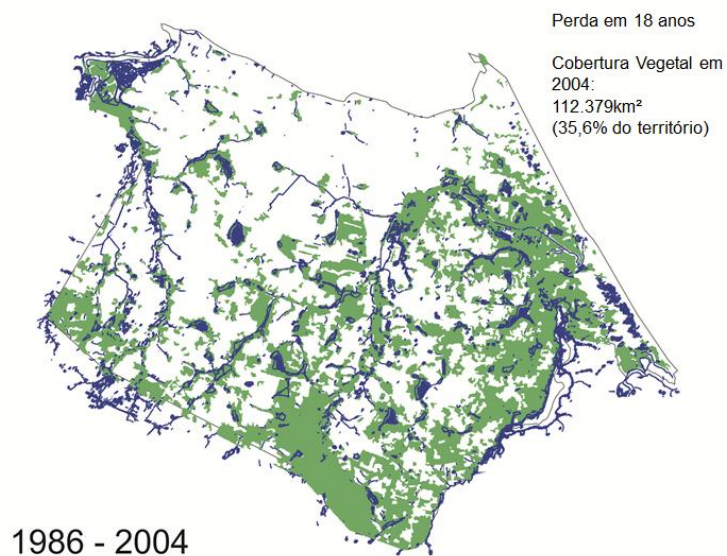 Perda em 18 anos
Cobertura Vegetal em
2004:
112.379km²
(35,6% do território)
1986 - 2004